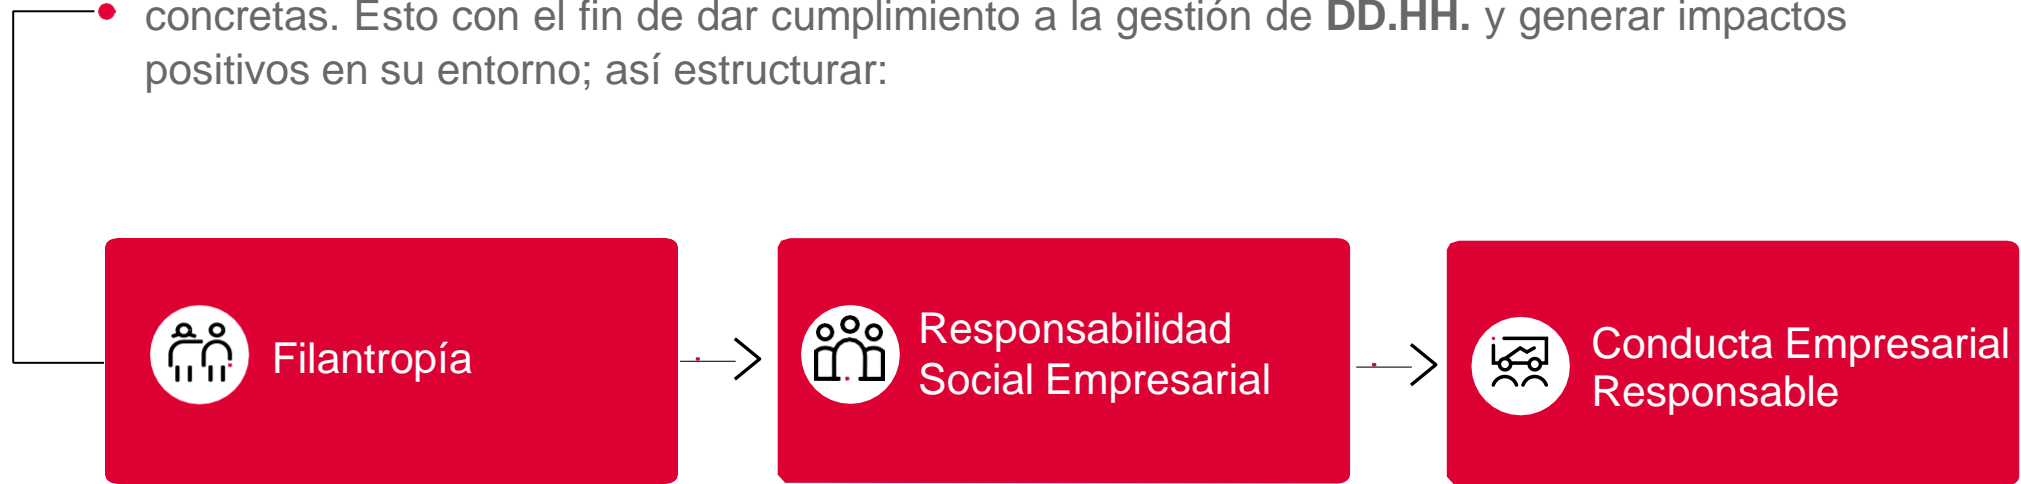 concretas. Esto con el fin de dar cumplimiento a la gestión de DD.HH. y generar impactos
positivos en su entorno; así estructurar:
Filantropía
Responsabilidad
Social Empresarial
Conducta Empresarial
Responsable